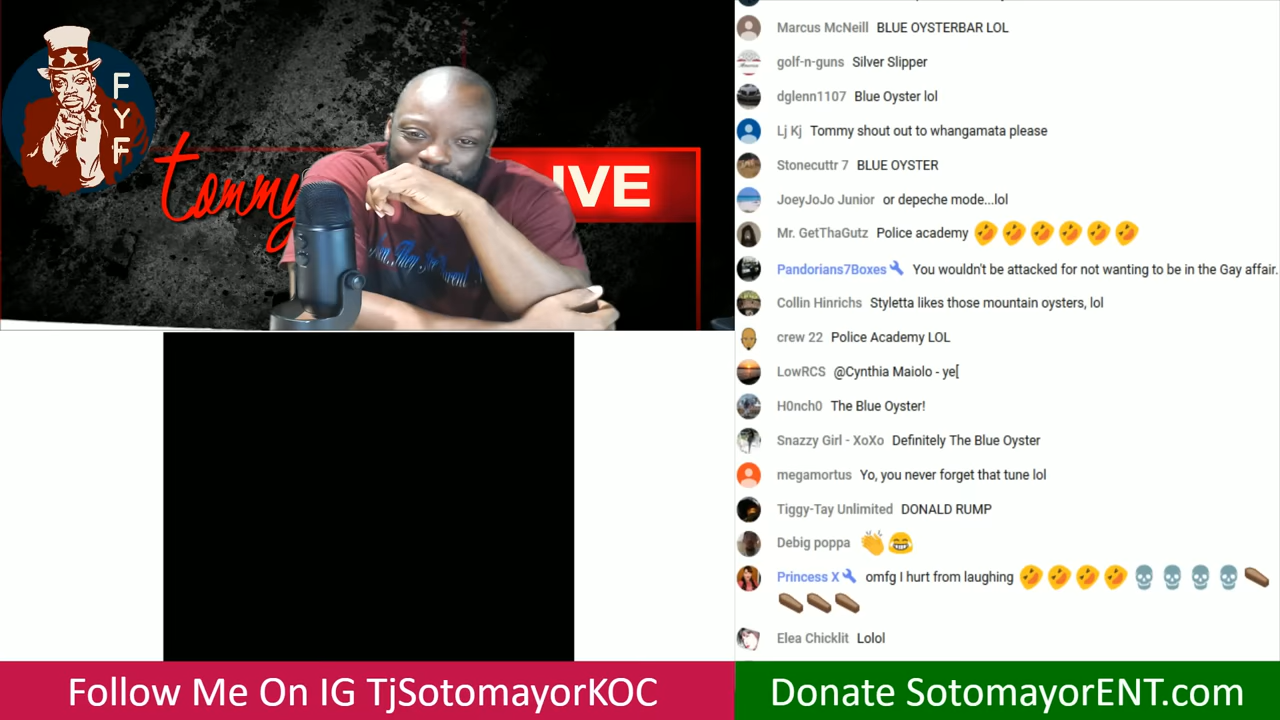 F
Y
F
tommy
IVE
Marcus McNeill BLUE OYSTERBAR LOL
golf-n-guns Silver Slipper
dglenn1107 Blue Oyster lol
Lj Kj Tommy shout out to whangamata please
Stonecuttr 7 BLUE OYSTER
JoeyJoJo Junior or depeche mode...lol
Mr. GetThaGutz Police academy 🤣🤣🤣🤣🤣🤣
Pandorians7Boxes You wouldn't be attacked for not wanting to be in the Gay affair.
Collin Hinrichs Styletta likes those mountain oysters, lol
crew 22 Police Academy LOL
LowRCS @Cynthia Maiolo - ye[
H0nch0 The Blue Oyster!
Snazzy Girl - XoXo Definitely The Blue Oyster
megamortus Yo, you never forget that tune lol
Tiggy-Tay Unlimited DONALD RUMP
Debig poppa 👏😂
Princess X omfg I hurt from laughing 🤣🤣🤣🤣💀💀💀💀⚰
⚰⚰⚰
Elea Chicklit Lolol
Follow Me On IG TjSotomayorKOC
Donate SotomayorENT.com